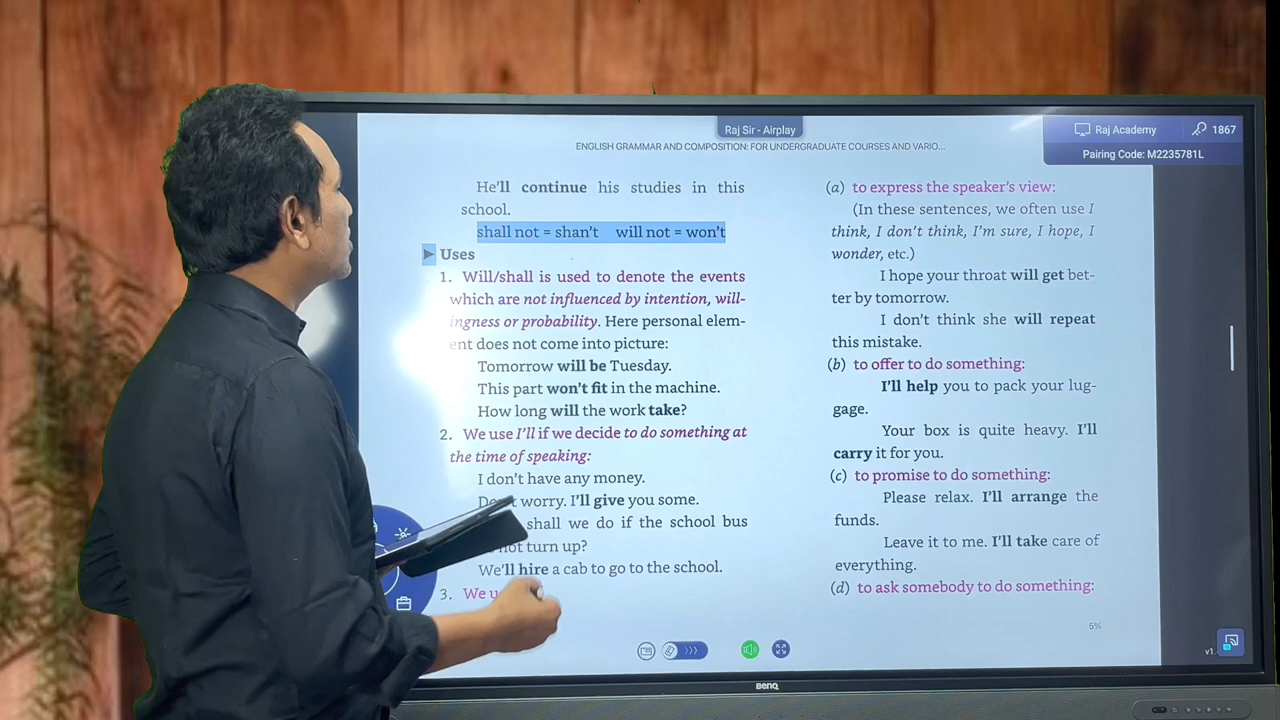 Raj Sir - Airplay
Raj Academy
1867
Pairing Code: M2235781L
ENGLISH GRAMMAR AND COMPOSITION: FOR UNDERGRADUATE COURSES AND VARIO...
He'll continue his studies in this
school.
shall not = shan't will not = won't
▶ Uses
1. Will/shall is used to denote the events
which are not influenced by intention, will-
ingness or probability. Here personal elem-
ent does not come into picture:
Tomorrow will be Tuesday.
This part won't fit in the machine.
How long will the work take?
2. We use I'll if we decide to do something at
the time of speaking:
I don't have any money.
worry. I'll give you some.
shall we do if the school bus
not turn up?
We'll hire a cab to go to the school.
3. We
(a) to express the speaker's view:
(In these sentences, we often use I
think, I don't think, I'm sure, I hope, I
wonder, etc.)
I hope your throat will get bet-
ter by tomorrow.
I don't think she will repeat
this mistake.
(b) to offer to do something:
I'll help you to pack your lug-
gage.
Your box is quite heavy. I'll
carry it for you.
(c) to promise to do something:
Please relax. I'll arrange the
funds.
Leave it to me. I'll take care of
everything.
(d) to ask somebody to do something:
5%
v1.
BenQ